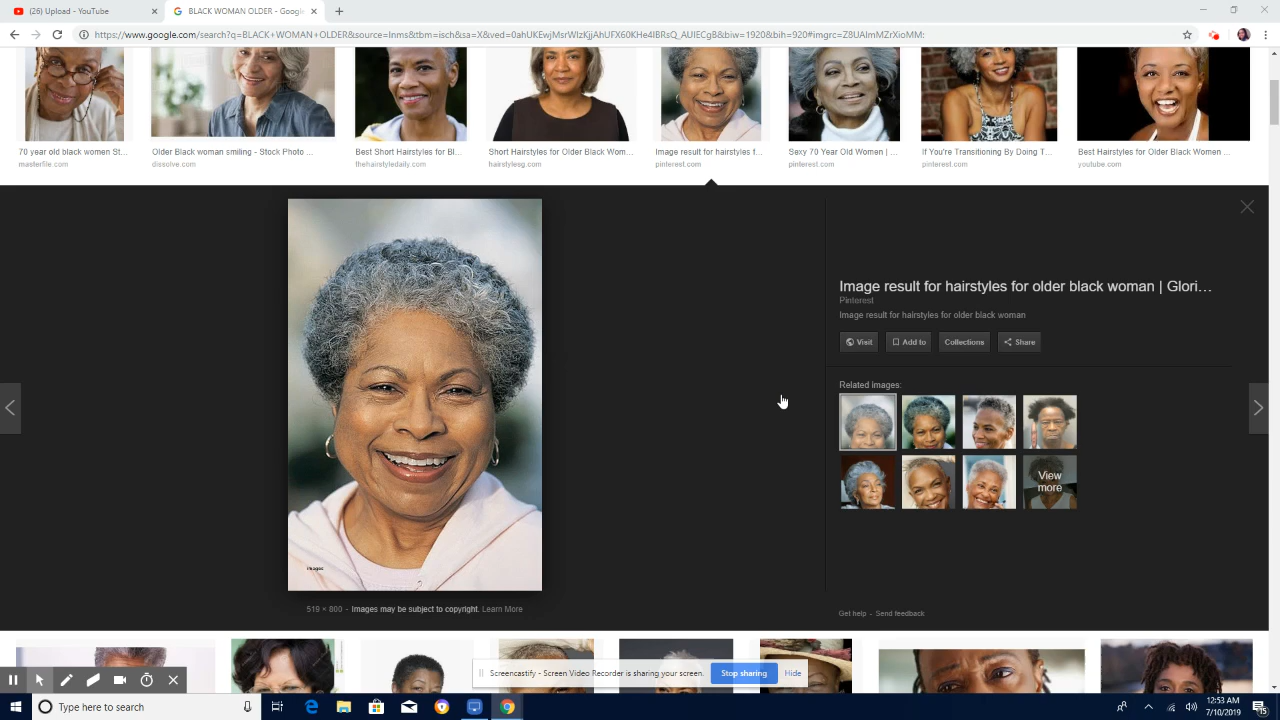 (26) Upload - YouTube
BLACK WOMAN OLDER - Google
https://www.google.com/search?q=BLACK+WOMAN+OLDER&source=lnms&tbm=isch&sa=X&ved=0ahUKEwjMsrWIzKjjAhUFX60KHe4IBRsQ_AUIECgB&biw=1920&bih=920#imgrc=Z8UAImMZrXioMM:
70 year old black women St...
masterfile.com
Older Black woman smiling - Stock Photo ...
dissolve.com
Best Short Hairstyles for Bl...
thehairstyledaily.com
Short Hairstyles for Older Black Wom...
hairstylesg.com
Image result for hairstyles f...
pinterest.com
Sexy 70 Year Old Women | ...
pinterest.com
If You're Transitioning By Doing T...
pinterest.com
Best Hairstyles for Older Black Women ...
youtube.com
Image result for hairstyles for older black woman | Glori...
Pinterest
Image result for hairstyles for older black woman
Visit
Add to
Collections
Share
Related images:
View
more
images
519 × 800 - Images may be subject to copyright. Learn More
Get help - Send feedback
Screencastify - Screen Video Recorder is sharing your screen.
Stop sharing
Hide
Type here to search
12:53 AM
7/10/2019
15